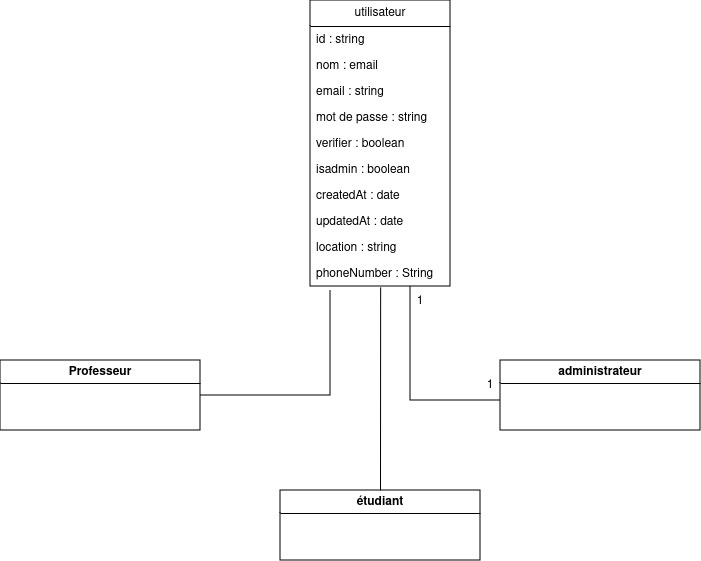 utilisateur
id : string
nom : email
email : string
mot de passe : string
verifier : boolean
isadmin : boolean
createdAt : date
updatedAt : date
location : string
phoneNumber : String
1
Professeur
administrateur
1
étudiant